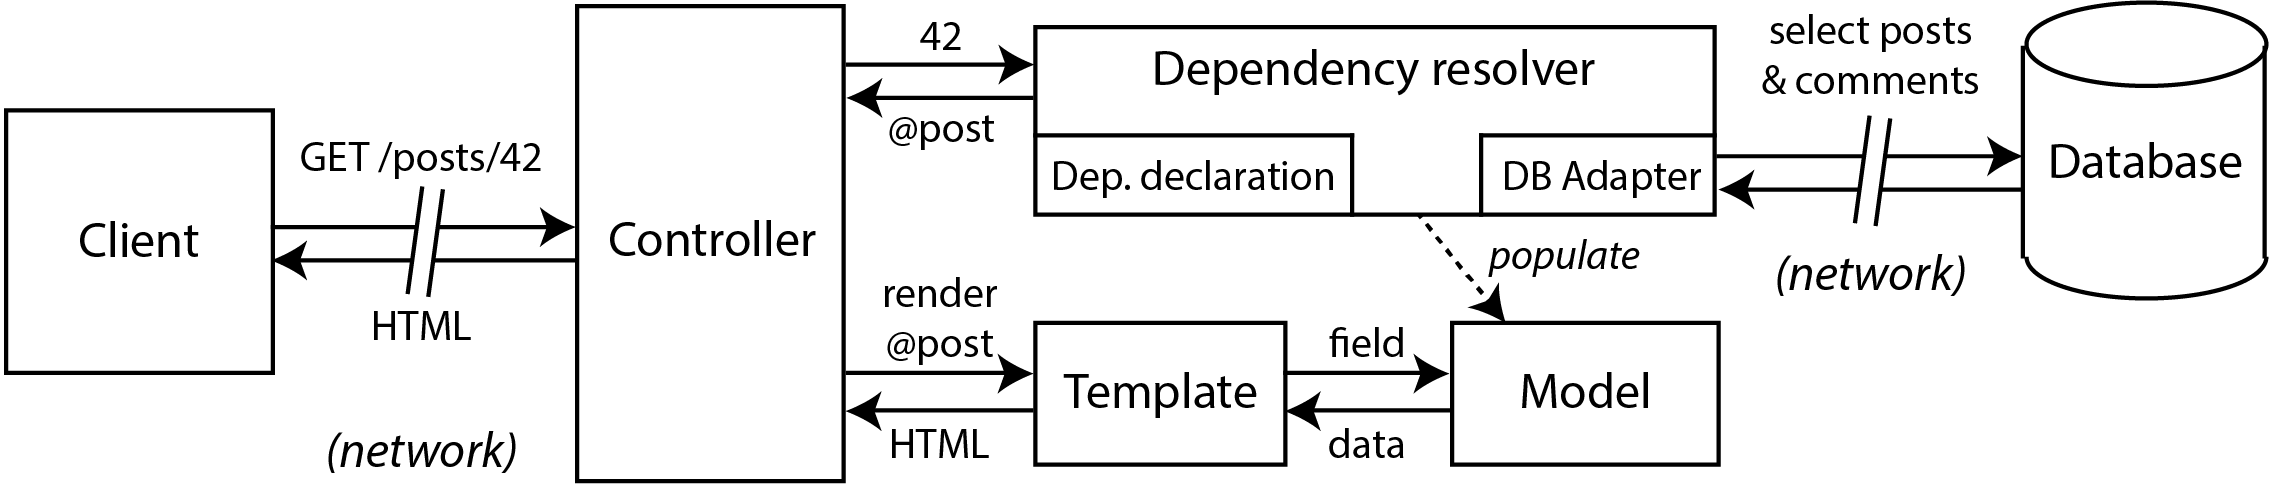 Client
GET /posts/42
HTML
(network)
Controller
42
@post
Dependency resolver
Dep. declaration
DB Adapter
select posts
& comments
(network)
Database
populate
render
@post
HTML
Template
field
data
Model